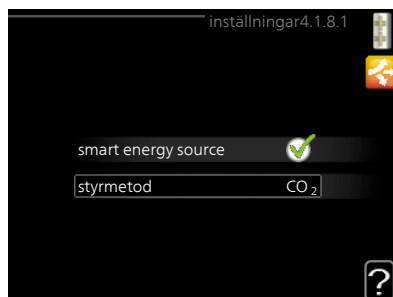 inställningar4.1.8.1
smart energy source
styrmetod CO₂
?